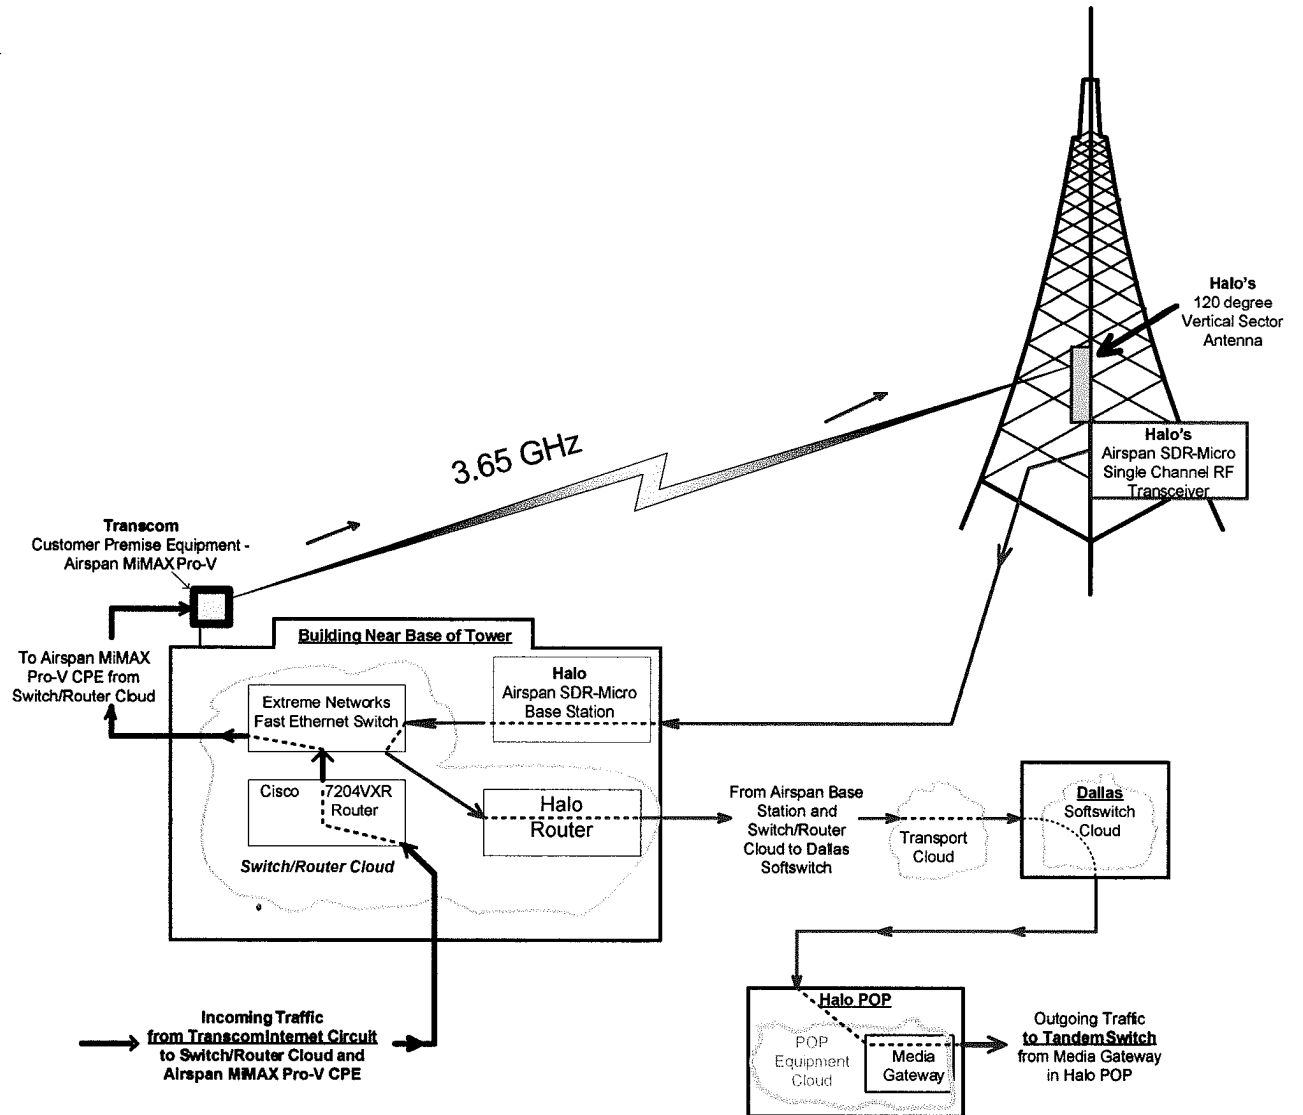 Halo's
120 degree
Vertical Sector
Antenna
3.65 GHz
Halo's
Airspan SDR-Micro
Single Channel RF
Transceiver
Transcom
Customer Premise Equipment -
Airspan MiMAX Pro-V
Building Near Base of Tower
To Airspan MiMAX
Pro-V CPE from
Switch/Router Cloud
Extreme Networks
Fast Ethernet Switch
Halo
Airspan SDR-Micro
Base Station
Cisco 7204VXR
Router
Halo
Router
Switch/Router Cloud
From Airspan Base
Station and
Switch/Router
Cloud to Dallas
Softswitch
Transport
Cloud
Dallas
Softswitch
Cloud
Incoming Traffic
from Transcom Internet Circuit
to Switch/Router Cloud and
Airspan MiMAX Pro-V CPE
Halo POP
POP
Equipment
Cloud
Media
Gateway
Outgoing Traffic
to Tandem Switch
from Media Gateway
in Halo POP